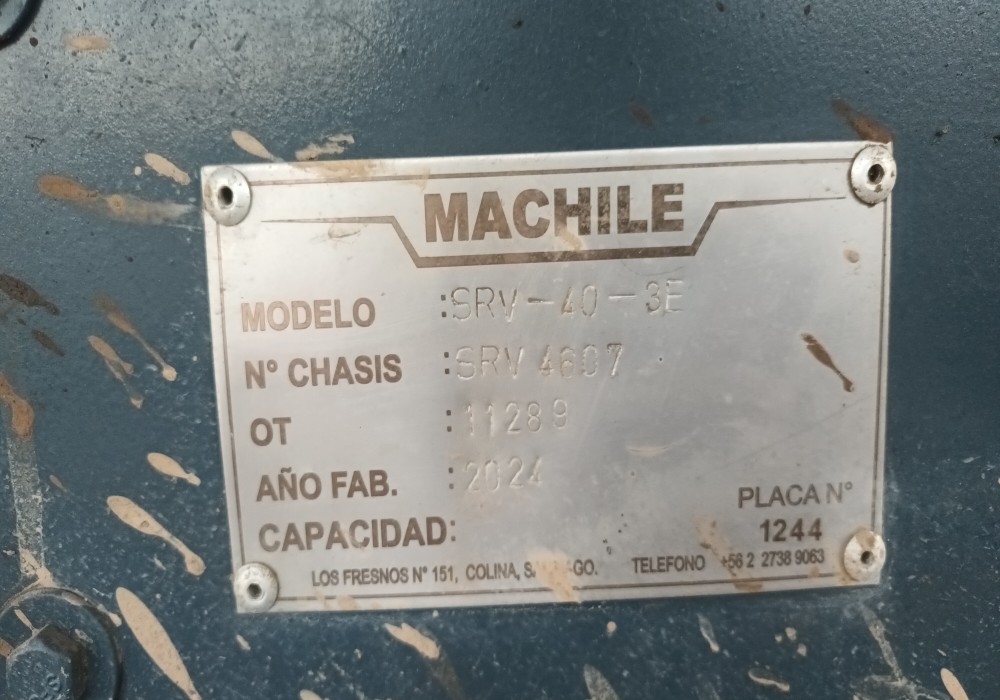 MACHILE
MODELO :SRV-40-3E
N° CHASIS :SRV 4607
OT :11289
AÑO FAB. :2024
CAPACIDAD:
PLACA N°
1244
LOS FRESNOS N° 151, COLINA, TELEFONO +56 2 2738 9063